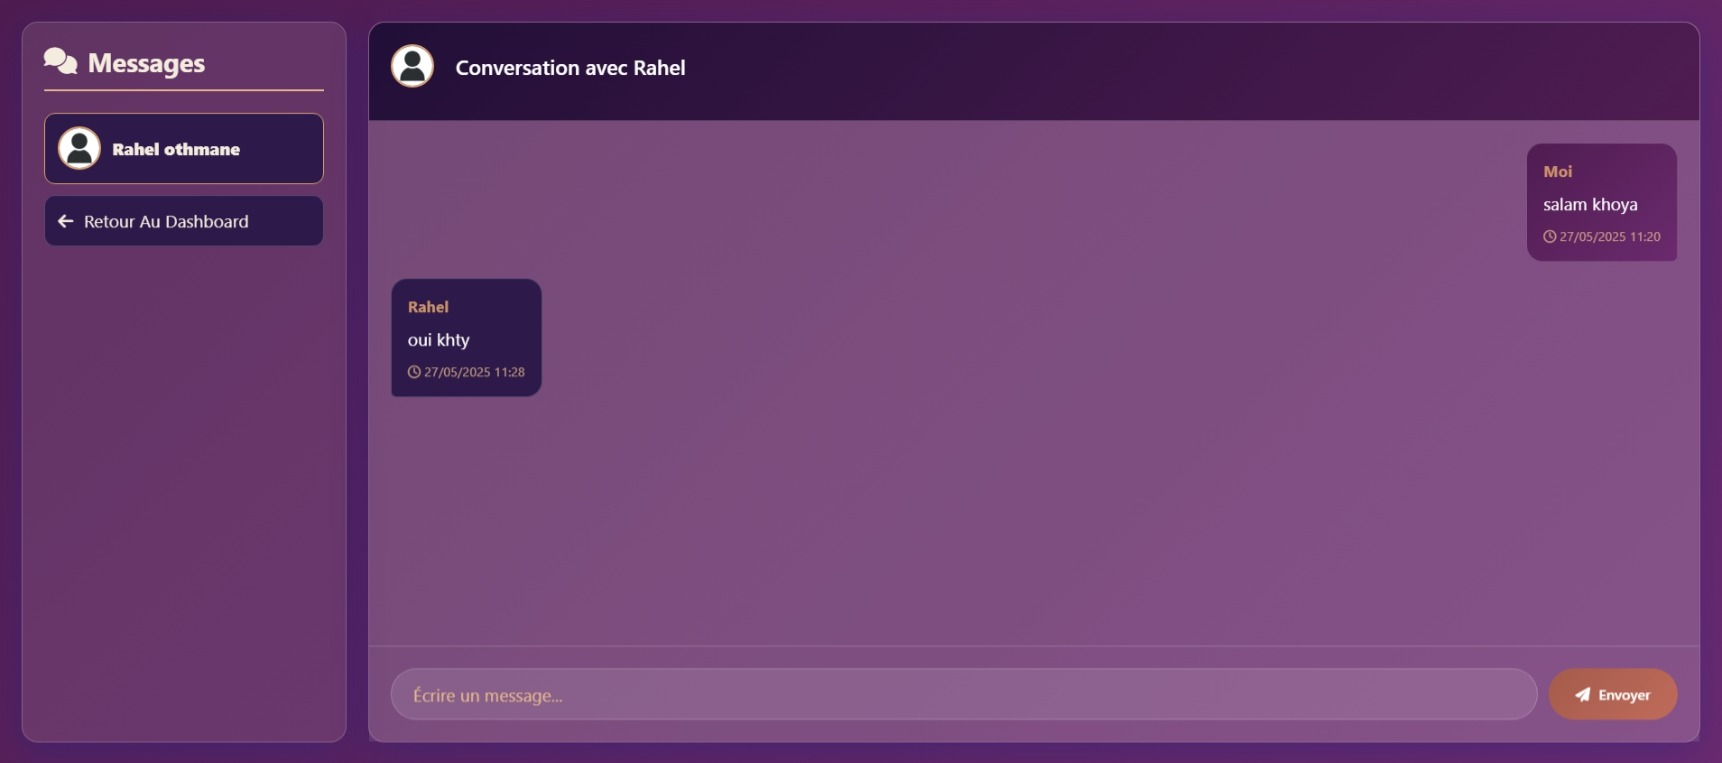 Messages
Rahel othmane
Retour Au Dashboard
Conversation avec Rahel
Moi
salam khoya
27/05/2025 11:20
Rahel
oui khty
27/05/2025 11:28
Écrire un message...
Envoyer